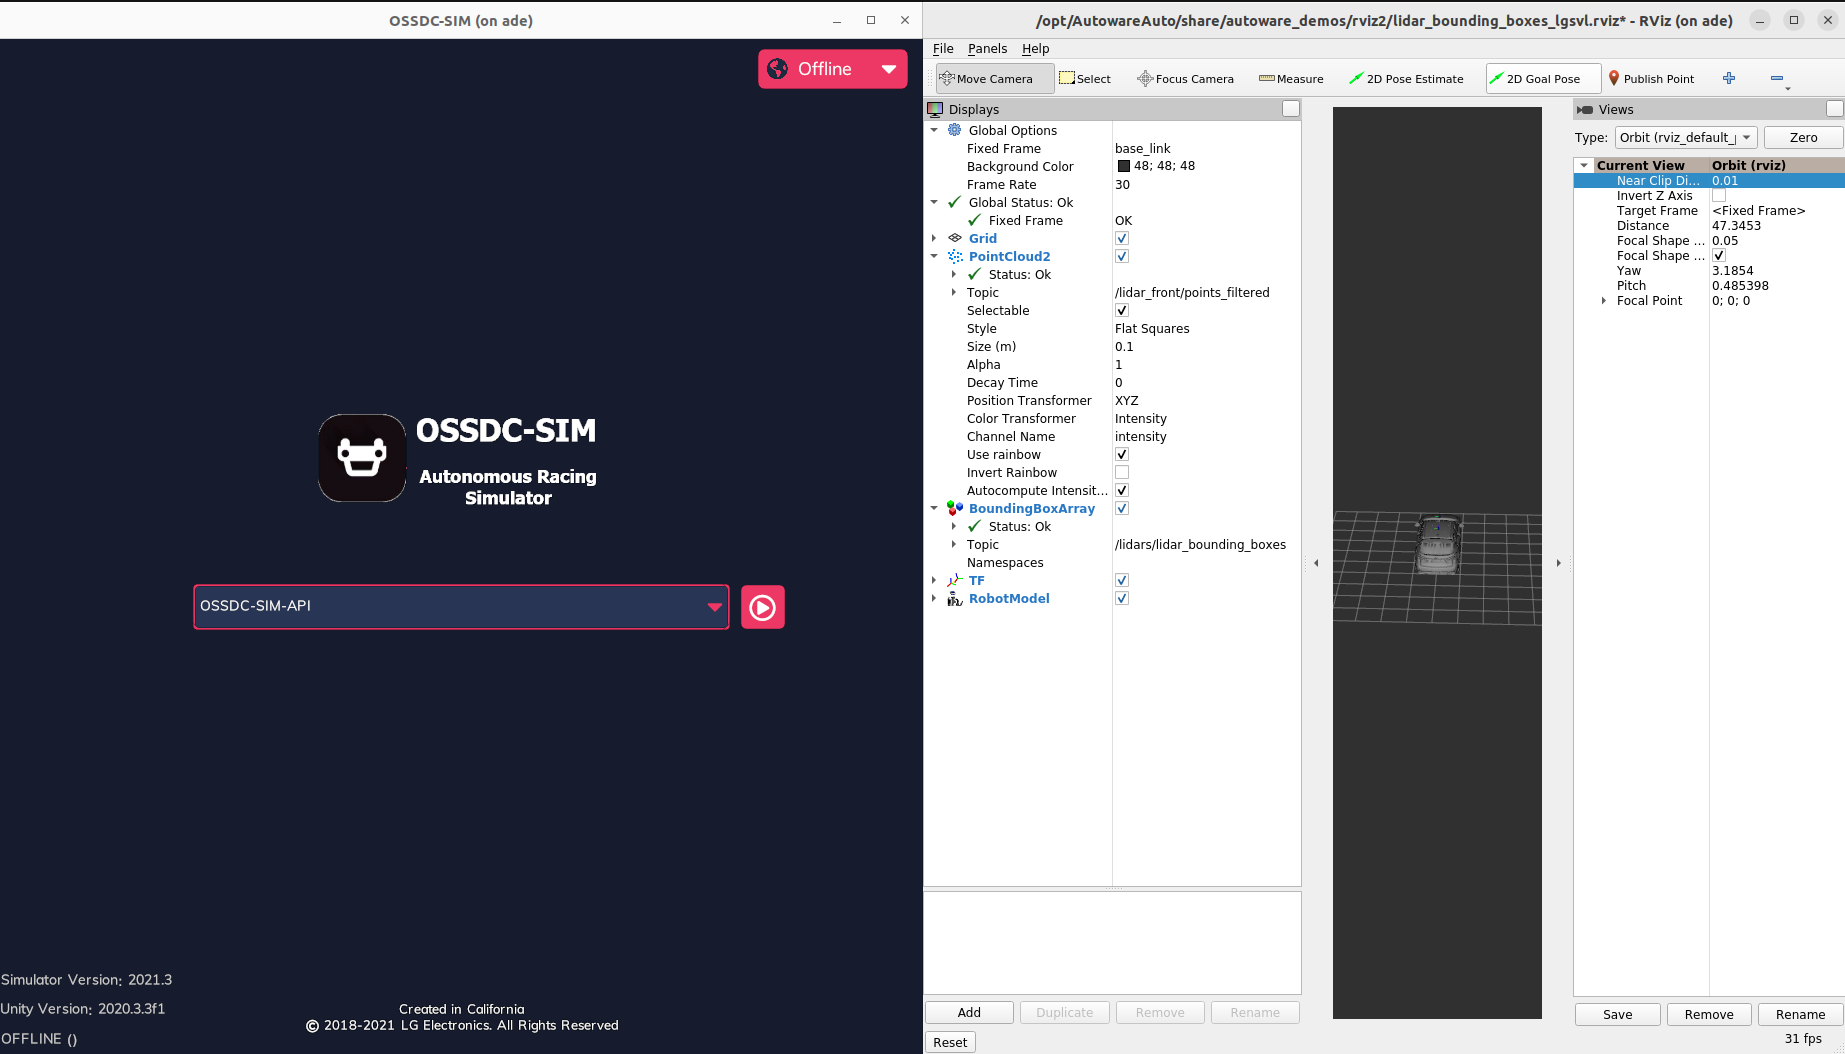 OSSDC-SIM (on ade)
Offline
OSSDC-SIM
Autonomous Racing
Simulator
OSSDC-SIM-API
Simulator Version: 2021.3
Unity Version: 2020.3.3f1
OFFLINE ()
Created in California
© 2018-2021 LG Electronics. All Rights Reserved
/opt/AutowareAuto/share/autoware_demos/rviz2/lidar_bounding_boxes_lgsvl.rviz* - RViz (on ade)
File Panels Help
Move Camera Select Focus Camera Measure 2D Pose Estimate 2D Goal Pose Publish Point
Displays
Global Options
Fixed Frame base_link
Background Color 48; 48; 48
Frame Rate 30
Global Status: Ok
Fixed Frame OK
Grid
PointCloud2
Status: Ok
Topic /lidar_front/points_filtered
Selectable
Style Flat Squares
Size (m) 0.1
Alpha 1
Decay Time 0
Position Transformer XYZ
Color Transformer Intensity
Channel Name intensity
Use rainbow
Invert Rainbow
Autocompute Intensit...
BoundingBoxArray
Status: Ok
Topic /lidars/lidar_bounding_boxes
Namespaces
TF
RobotModel
Add Duplicate Remove Rename
Reset
Views
Type: Orbit (rviz_default_ Zero
Current View Orbit (rviz)
Near Clip Di... 0.01
Invert Z Axis
Target Frame <Fixed Frame>
Distance 47.3453
Focal Shape ... 0.05
Focal Shape ...
Yaw 3.1854
Pitch 0.485398
Focal Point 0; 0; 0
Save Remove Rename
31 fps